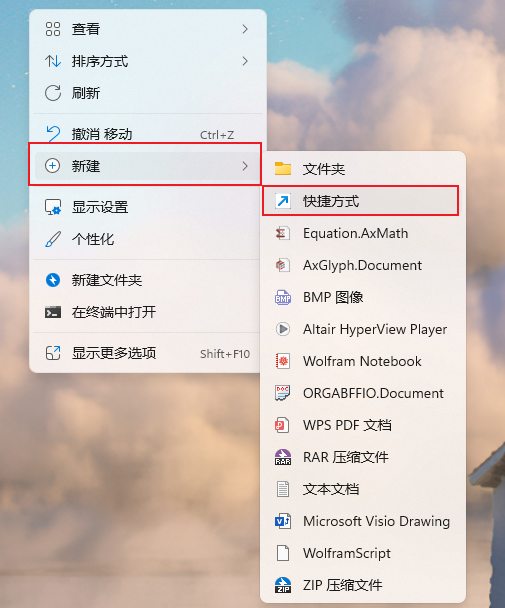 查看
排序方式
刷新
撤消 移动 Ctrl+Z
新建
显示设置
个性化
新建文件夹
在终端中打开
显示更多选项 Shift+F10
文件夹
快捷方式
Equation.AxMath
AxGlyph.Document
BMP 图像
Altair HyperView Player
Wolfram Notebook
ORGABFFIO.Document
WPS PDF 文档
RAR 压缩文件
文本文档
Microsoft Visio Drawing
WolframScript
ZIP 压缩文件